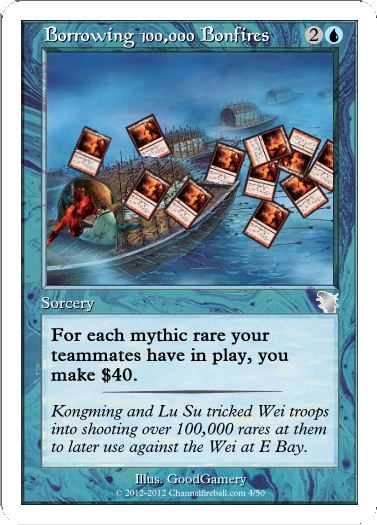 Borrowing 100,000 Bonfires 2
Sorcery
For each mythic rare your
teammates have in play, you
make $40.
Kongming and Lu Su tricked Wei troops
into shooting over 100,000 rares at them
to later use against the Wei at E Bay.
Illus. GoodGamery
© 2012-2012 Channelfireball.com 4/50